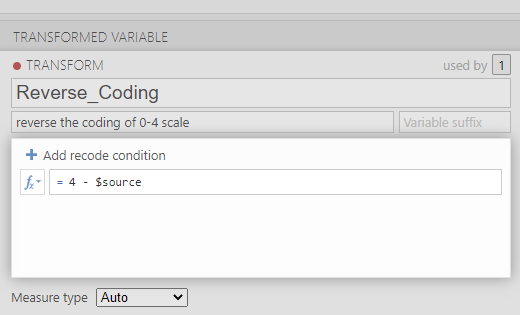 TRANSFORMED VARIABLE
TRANSFORM used by 1
Reverse_Coding
reverse the coding of 0-4 scale Variable suffix
Add recode condition
fx = 4 - $source
Measure type Auto